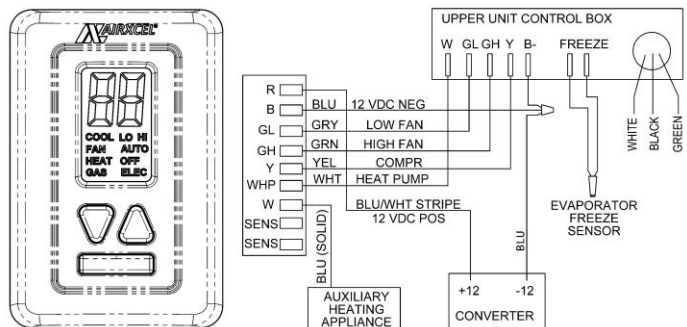 AIRXCEL®
COOL LO HI
FAN AUTO
HEAT OFF
GAS ELEC
UPPER UNIT CONTROL BOX
W GL GH Y B- FREEZE
WHITE
BLACK
GREEN
EVAPORATOR
FREEZE
SENSOR
R
B BLU 12 VDC NEG
GL GRY LOW FAN
GH GRN HIGH FAN
Y YEL COMPR
WHP WHT HEAT PUMP
W BLU/WHT STRIPE
12 VDC POS
SENS
SENS
BLU (SOLID)
BLU
AUXILIARY
HEATING
APPLIANCE
+12 -12
CONVERTER